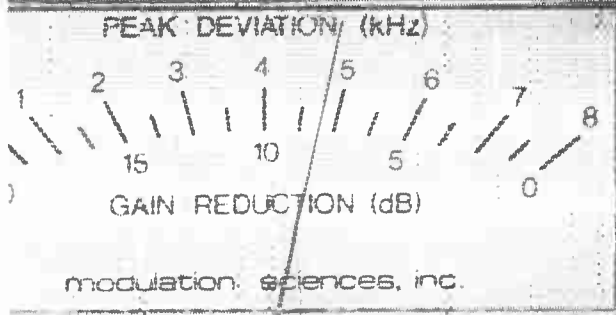 PEAK DEVIATION (kHz)
1 2 3 4 5 6 7 8
15 10 5 0
GAIN REDUCTION (dB)
modulation sciences, inc.